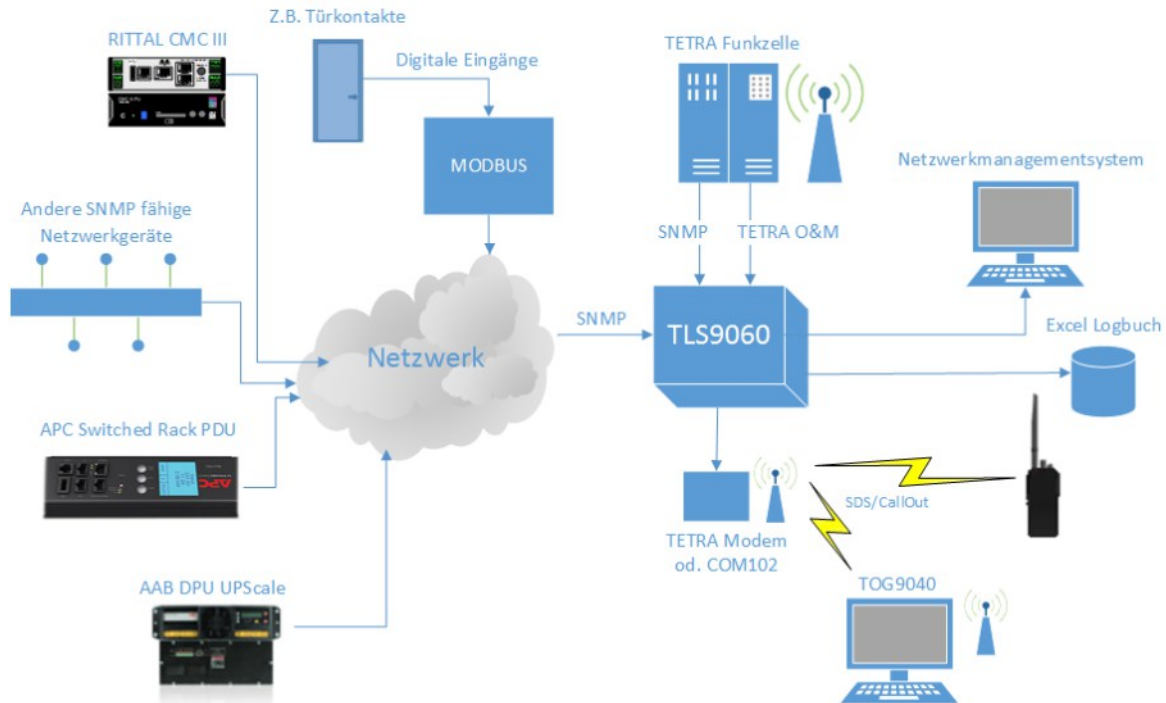 Z.B. Türkontakte
RITTAL CMC III
TETRA Funkzelle
Digitale Eingänge
MODBUS
Netzwerkmanagementsystem
Andere SNMP fähige
Netzwerkgeräte
SNMP
TETRA O&M
SNMP
TLS9060
Excel Logbuch
Netzwerk
APC Switched Rack PDU
APC
SDS/CallOut
TETRA Modem
od. COM102
AAB DPU UPScale
TOG9040